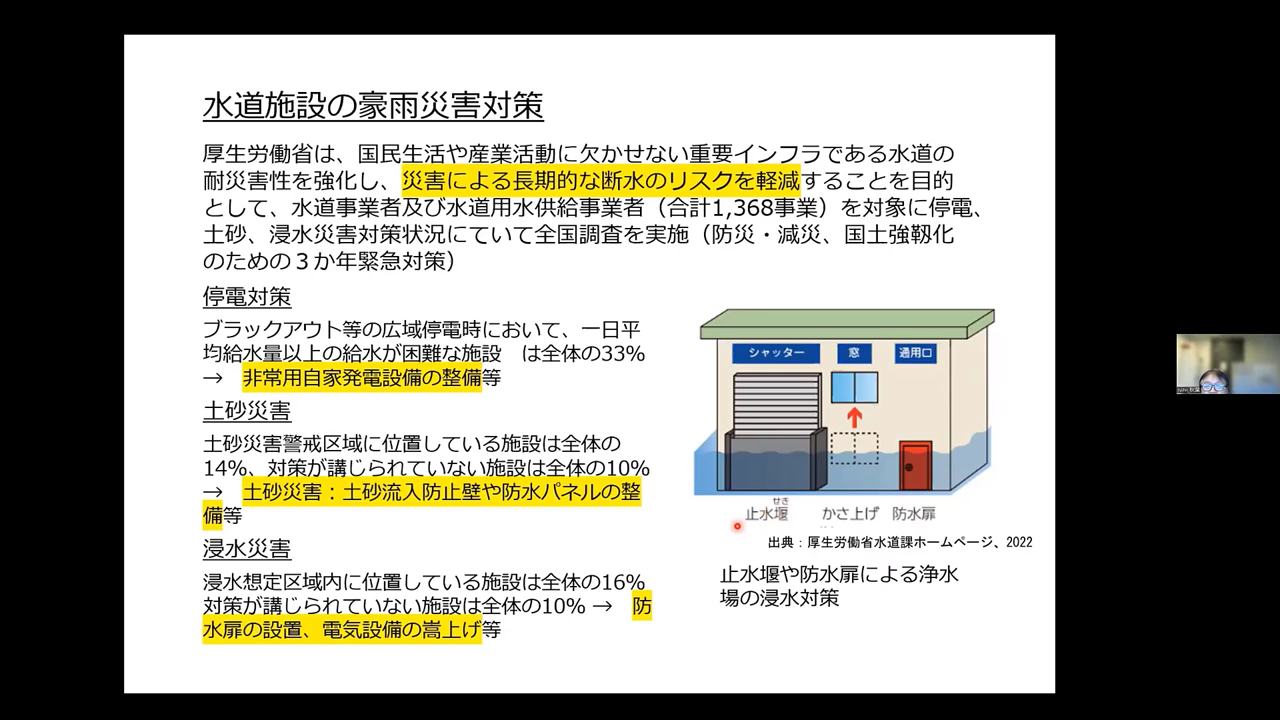 水道施設の豪雨災害対策
厚生労働省は、国民生活や産業活動に欠かせない重要インフラである水道の
耐災害性を強化し、災害による長期的な断水のリスクを軽減することを目的
として、水道事業者及び水道用水供給事業者（合計1,368事業）を対象に停電、
土砂、浸水災害対策状況にていて全国調査を実施（防災・減災、国土強靱化
のための３か年緊急対策）
停電対策
ブラックアウト等の広域停電時において、一日平
均給水量以上の給水が困難な施設　は全体の33%
→　非常用自家発電設備の整備等
土砂災害
土砂災害警戒区域に位置している施設は全体の
14%、対策が講じられていない施設は全体の10%
→　土砂災害：土砂流入防止壁や防水パネルの整
備等
浸水災害
浸水想定区域内に位置している施設は全体の16%
対策が講じられていない施設は全体の10% →　防
水扉の設置、電気設備の嵩上げ等
シャッター　窓　通用口
せき
止水堰　かさ上げ　防水扉
出典：厚生労働省水道課ホームページ、2022
止水堰や防水扉による浄水
場の浸水対策